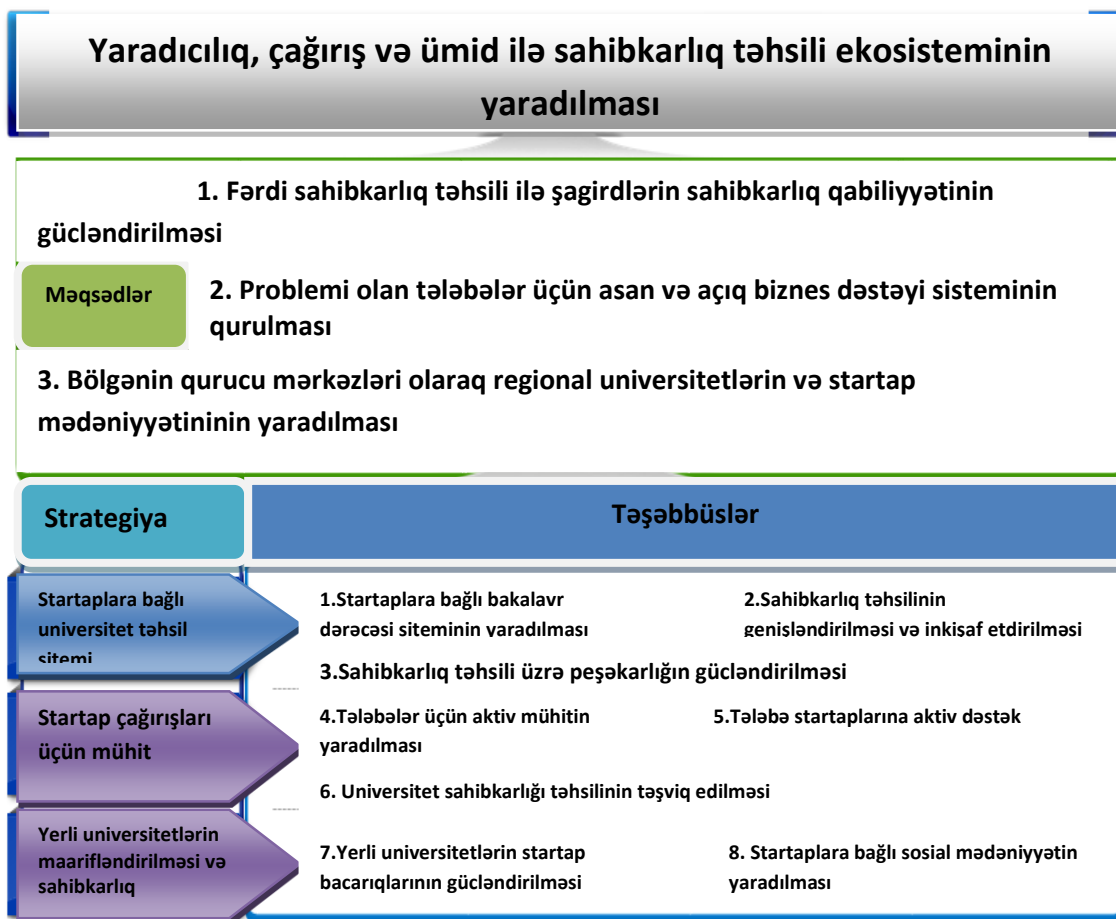 Yaradıcılıq, çağırış və ümid ilə sahibkarlıq təhsili ekosisteminin
yaradılması
1. Fərdi sahibkarlıq təhsili ilə şagirdlərin sahibkarlıq qabiliyyətinin
gücləndirilməsi
Məqsədlər
2. Problemi olan tələbələr üçün asan və açıq biznes dəstəyi sisteminin
qurulması
3. Bölgənin qurucu mərkəzləri olaraq regional universitetlərin və startap
mədəniyyətininin yaradılması
Strategiya
Təşəbbüslər
Startaplara bağlı
universitet təhsil
sitemi
1.Startaplara bağlı bakalavr
dərəcəsi siteminin yaradılması
2.Sahibkarlıq təhsilinin
genişləndirilməsi və inkişaf etdirilməsi
3.Sahibkarlıq təhsili üzrə peşəkarlığın gücləndirilməsi
Startap çağırışları
üçün mühit
4.Tələbələr üçün aktiv mühitin
yaradılması
5.Tələbə startaplarına aktiv dəstək
6. Universitet sahibkarlığı təhsilinin təşviq edilməsi
Yerli universitetlərin
maarifləndirilməsi və
sahibkarlıq
7.Yerli universitetlərin startap
bacarıqlarının gücləndirilməsi
8. Startaplara bağlı sosial mədəniyyətin
yaradılması